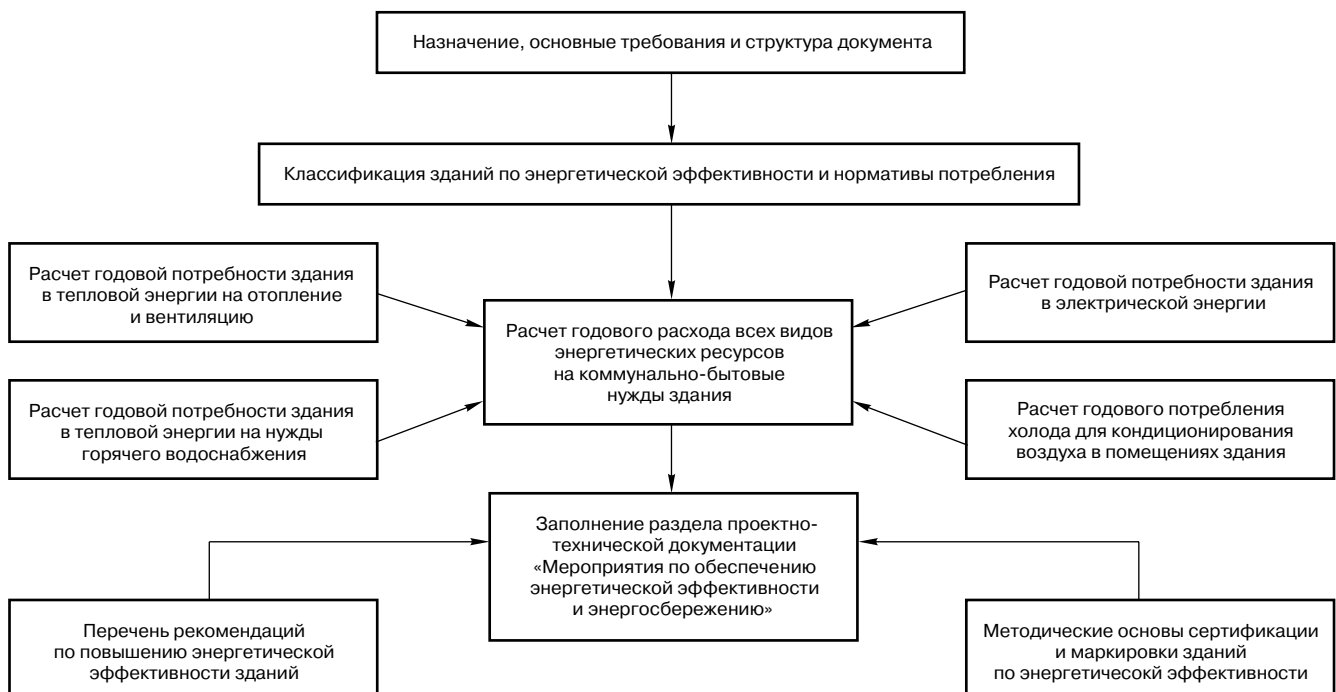 Назначение, основные требования и структура документа
Классификация зданий по энергетической эффективности и нормативы потребления
Расчет годовой потребности здания
в тепловой энергии на отопление
и вентиляцию
Расчет годовой потребности здания
в электрической энергии
Расчет годового расхода всех видов
энергетических ресурсов
на коммунально-бытовые
нужды здания
Расчет годовой потребности здания
в тепловой энергии на нужды
горячего водоснабжения
Расчет годового потребления
холода для кондиционирования
воздуха в помещениях здания
Заполнение раздела проектно-
технической документации
«Мероприятия по обеспечению
энергетической эффективности
и энергосбережению»
Перечень рекомендаций
по повышению энергетической
эффективности зданий
Методические основы сертификации
и маркировки зданий
по энергетисокй эффективности